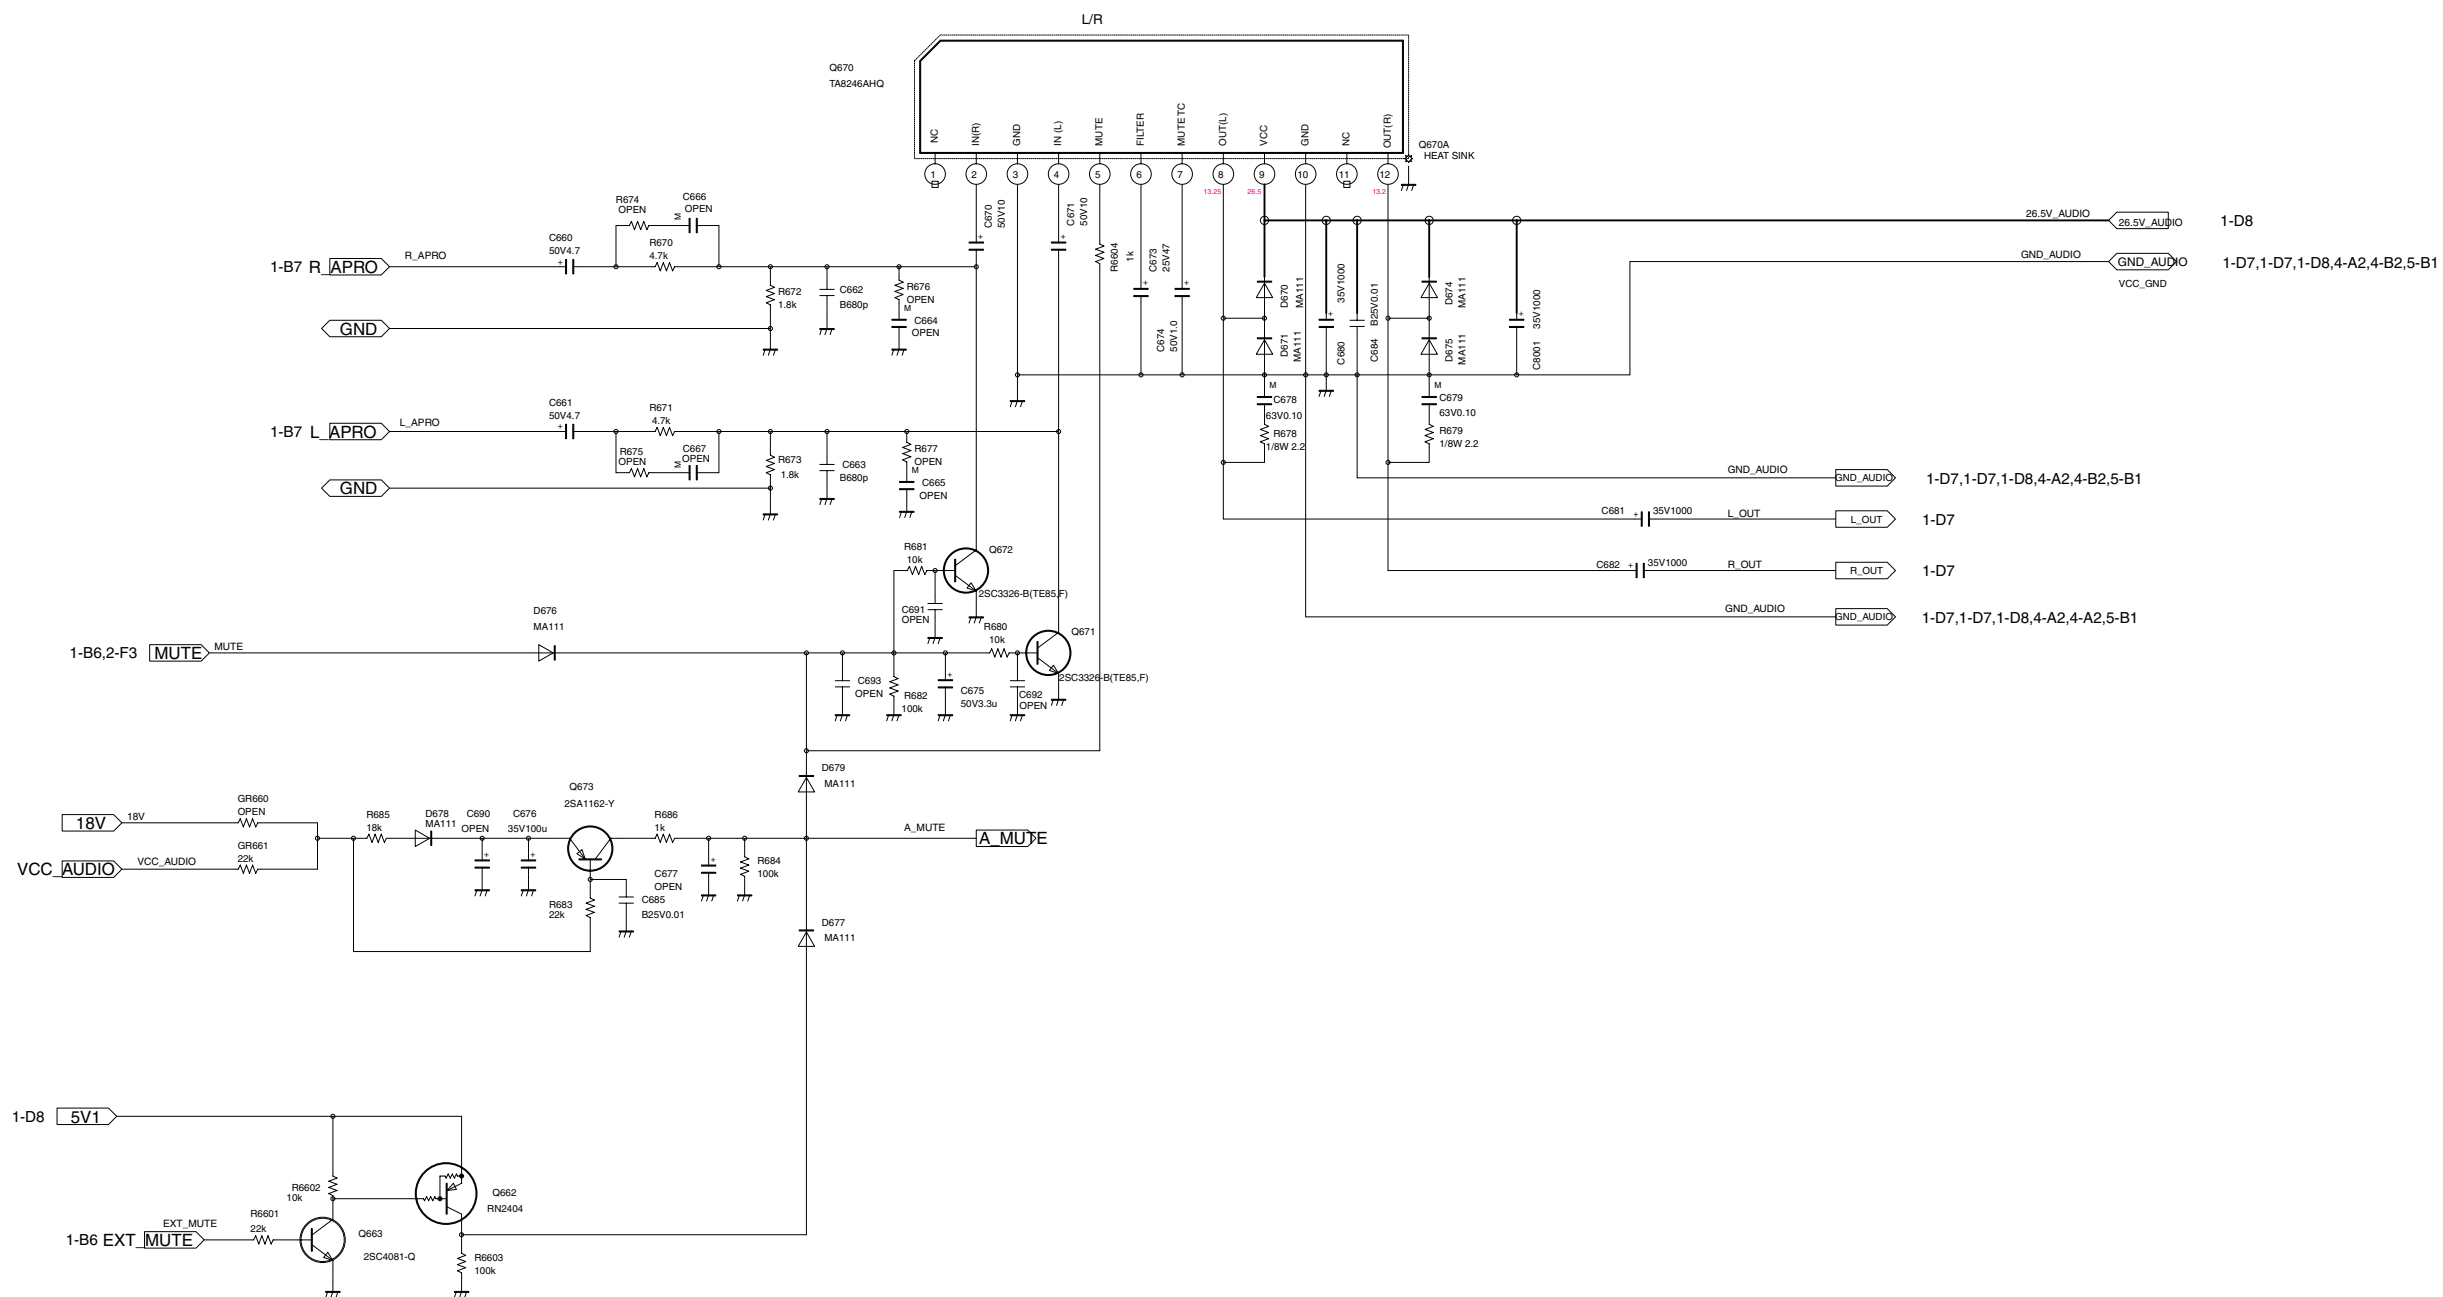 L/R
Q670
TA8246AHQ
NC
IN(R)
GND
IN (L)
MUTE
FILTER
MUTE TC
OUT(L)
VCC
GND
NC
OUT(R)
Q670A
HEAT SINK
1
2
3
4
5
6
7
8
9
10
11
12
13.25
26.5
13.2
R674
OPEN
C666
M
OPEN
C660
50V4.7
+
R670
4.7k
1-B7 R_APRO
R_APRO
R672
1.8k
C662
B680p
R676
OPEN
M
C664
OPEN
GND
C670
50V10
+
C671
50V10
+
R6604
1k
C673
25V47
+
C674
50V1.0
+
D670
MA111
D671
MA111
35V1000
+
C680
B25V0.01
C684
D674
MA111
D675
MA111
35V1000
+
C8001
26.5V_AUDIO
26.5V_AUDIO
1-D8
GND_AUDIO
GND_AUDIO
1-D7,1-D7,1-D8,4-A2,4-B2,5-B1
VCC_GND
M
C678
63V0.10
R678
1/8W 2.2
M
C679
63V0.10
R679
1/8W 2.2
C661
50V4.7
+
R671
4.7k
1-B7 L_APRO
L_APRO
R675
OPEN
M
C667
OPEN
R673
1.8k
C663
B680p
R677
OPEN
M
C665
OPEN
GND
GND_AUDIO
GND_AUDIO
1-D7,1-D7,1-D8,4-A2,4-B2,5-B1
C681
+
35V1000
L_OUT
L_OUT
1-D7
C682
+
35V1000
R_OUT
R_OUT
1-D7
GND_AUDIO
GND_AUDIO
1-D7,1-D7,1-D8,4-A2,4-A2,5-B1
R681
10k
Q672
2SC3326-B(TE85,F)
C691
OPEN
D676
MA111
1-B6,2-F3 MUTE
MUTE
R680
10k
Q671
2SC3326-B(TE85,F)
C693
OPEN
R682
100k
+
C675
50V3.3u
C692
OPEN
D679
MA111
GR660
OPEN
18V
18V
R685
18k
D678
MA111
C690
OPEN
+
C676
35V100u
+
Q673
2SA1162-Y
R686
1k
A_MUTE
A_MUTE
GR661
22k
VCC_AUDIO
VCC_AUDIO
C677
OPEN
+
R684
100k
R683
22k
C685
B25V0.01
D677
MA111
1-D8 5V1
R6602
10k
Q662
RN2404
1-B6 EXT_MUTE
EXT_MUTE
R6601
22k
Q663
2SC4081-Q
R6603
100k